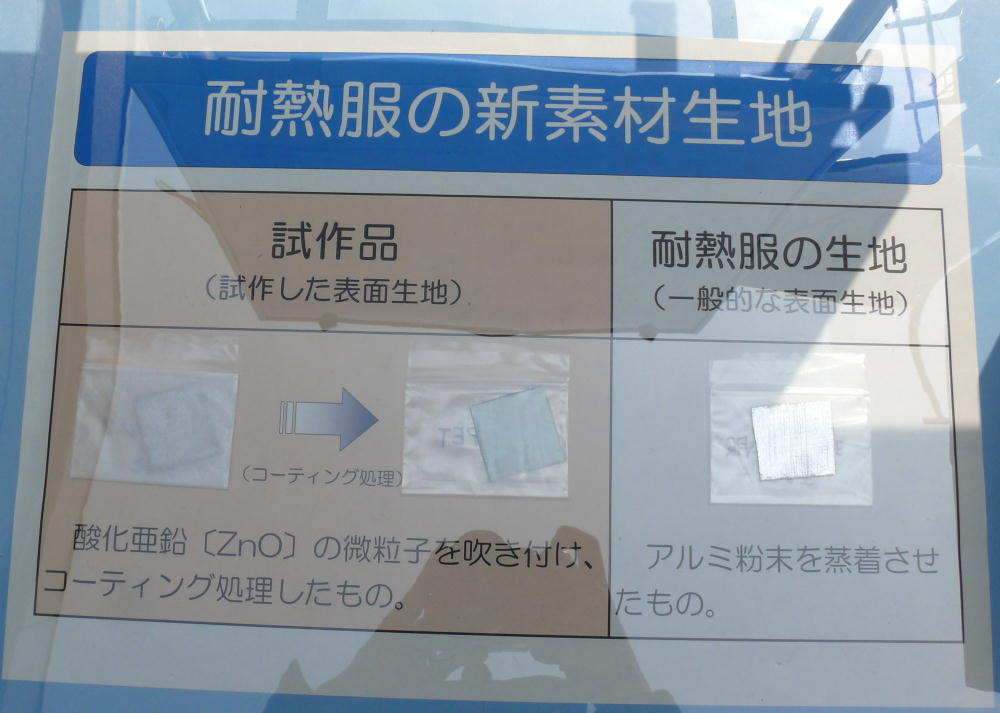 耐熱服の新素材生地
試作品
（試作した表面生地）
耐熱服の生地
（一般的な表面生地）
（コーティング処理）
酸化亜鉛〔ZnO〕の微粒子を吹き付け、
コーティング処理したもの。
アルミ粉末を蒸着させ
たもの。